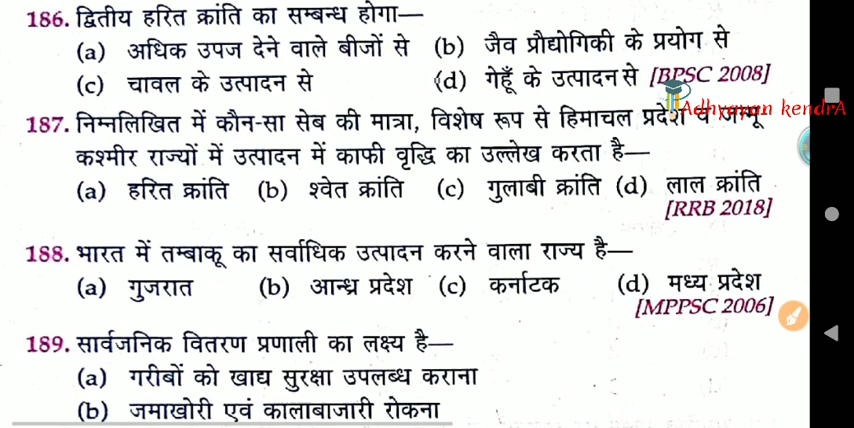 186. द्वितीय हरित क्रांति का सम्बन्ध होगा—
(a) अधिक उपज देने वाले बीजों से (b) जैव प्रौद्योगिकी के प्रयोग से
(c) चावल के उत्पादन से (d) गेहूँ के उत्पादन से [BPSC 2008]
Adhyayan kendrA
187. निम्नलिखित में कौन-सा सेब की मात्रा, विशेष रूप से हिमाचल प्रदेश व जम्मू
कश्मीर राज्यों में उत्पादन में काफी वृद्धि का उल्लेख करता है—
(a) हरित क्रांति (b) श्वेत क्रांति (c) गुलाबी क्रांति (d) लाल क्रांति
[RRB 2018]
188. भारत में तम्बाकू का सर्वाधिक उत्पादन करने वाला राज्य है—
(a) गुजरात (b) आन्ध्र प्रदेश (c) कर्नाटक (d) मध्य प्रदेश
[MPPSC 2006]
189. सार्वजनिक वितरण प्रणाली का लक्ष्य है—
(a) गरीबों को खाद्य सुरक्षा उपलब्ध कराना
(b) जमाखोरी एवं कालाबाजारी रोकना